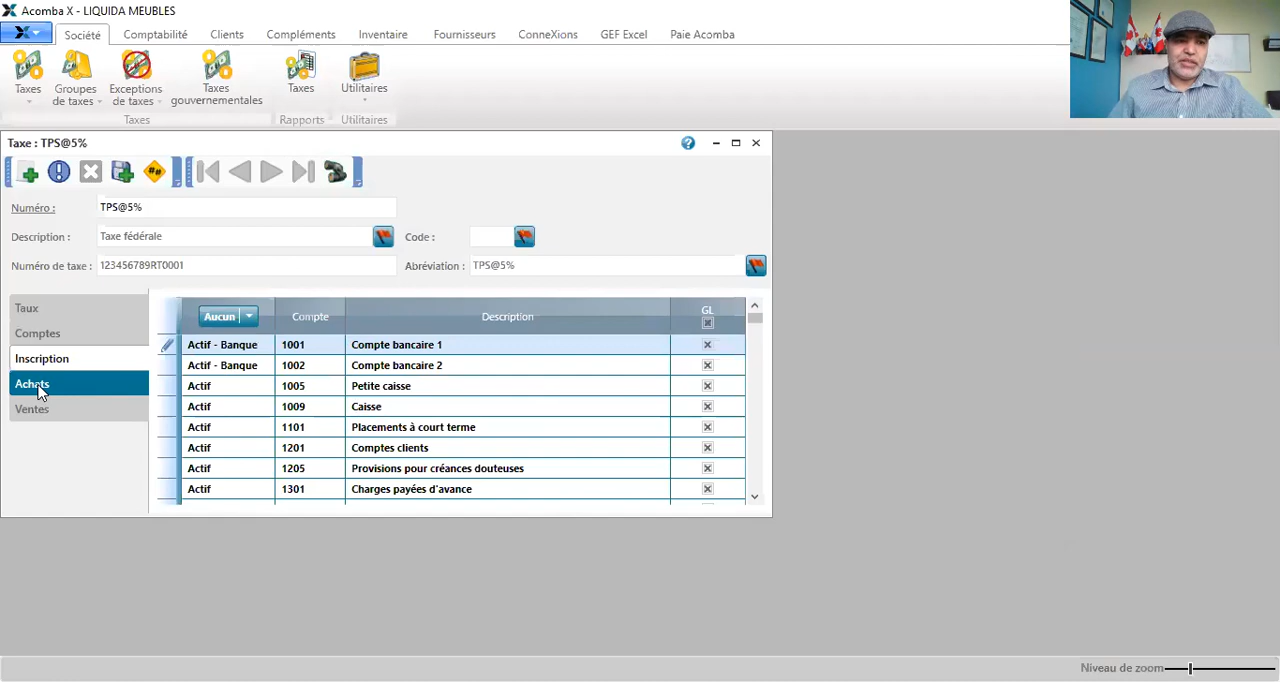 Acomba X - LIQUIDA MEUBLES
Société Comptabilité Clients Compléments Inventaire Fournisseurs ConneXions GEF Excel Paie Acomba
Taxes Groupes de taxes Exceptions de taxes Taxes gouvernementales Taxes Utilitaires
Taxes Rapports Utilitaires
Taxe : TPS@5%
Numéro : TPS@5%
Description : Taxe fédérale Code :
Numéro de taxe : 123456789RT0001 Abréviation : TPS@5%
Taux
Comptes
Inscription
Achats
Ventes
Aucun Compte Description GL
Actif - Banque 1001 Compte bancaire 1
Actif - Banque 1002 Compte bancaire 2
Actif 1005 Petite caisse
Actif 1009 Caisse
Actif 1101 Placements à court terme
Actif 1201 Comptes clients
Actif 1205 Provisions pour créances douteuses
Actif 1301 Charges payées d'avance
Niveau de zoom